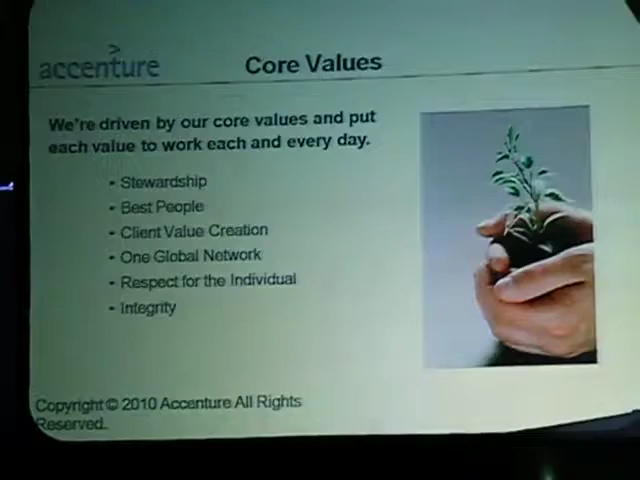 accenture
>
Core Values
We're driven by our core values and put
each value to work each and every day.
• Stewardship
• Best People
• Client Value Creation
• One Global Network
• Respect for the Individual
• Integrity
Copyright © 2010 Accenture All Rights
Reserved.